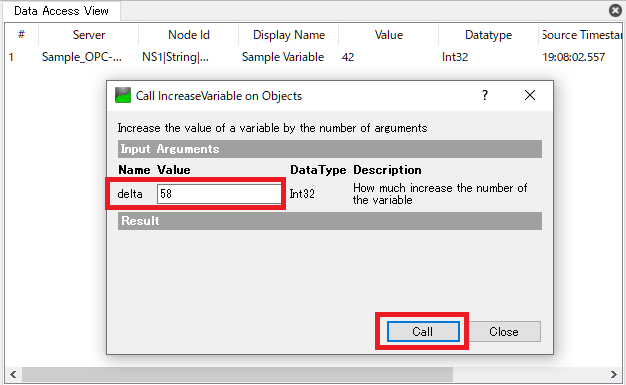 Data Access View
# Server Node Id Display Name Value Datatype Source Timestar
1 Sample_OPC-... NS1|String|... Sample Variable 42 Int32 19:08:02.557
Call IncreaseVariable on Objects
Increase the value of a variable by the number of arguments
Input Arguments
Name Value DataType Description
delta 58 Int32 How much increase the number of
the variable
Result
Call Close